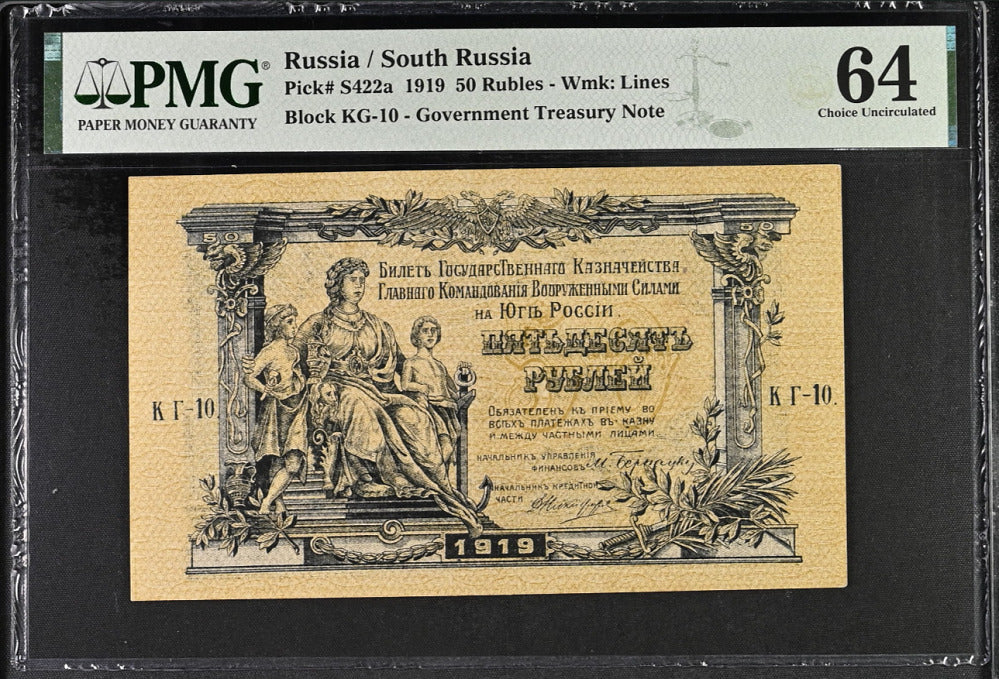 PMG®
PAPER MONEY GUARANTY
Russia / South Russia
Pick# S422a 1919 50 Rubles - Wmk: Lines
Block KG-10 - Government Treasury Note
64
Choice Uncirculated
50
Билетъ Государственнаго Казначейства
Главнаго Командованія Вооруженными Силами
на Югѣ Россіи.
ПЯТЬДЕСЯТЪ
РУБЛЕЙ
К Г-10
К Г-10.
Обязателенъ къ пріему во
всѣхъ платежахъ въ казну
и между частными лицами.
НАЧАЛЬНИКЪ УПРАВЛЕНІЯ
ФИНАНСОВЪ
НАЧАЛЬНИКЪ КРЕДИТНОЙ
ЧАСТИ
1919